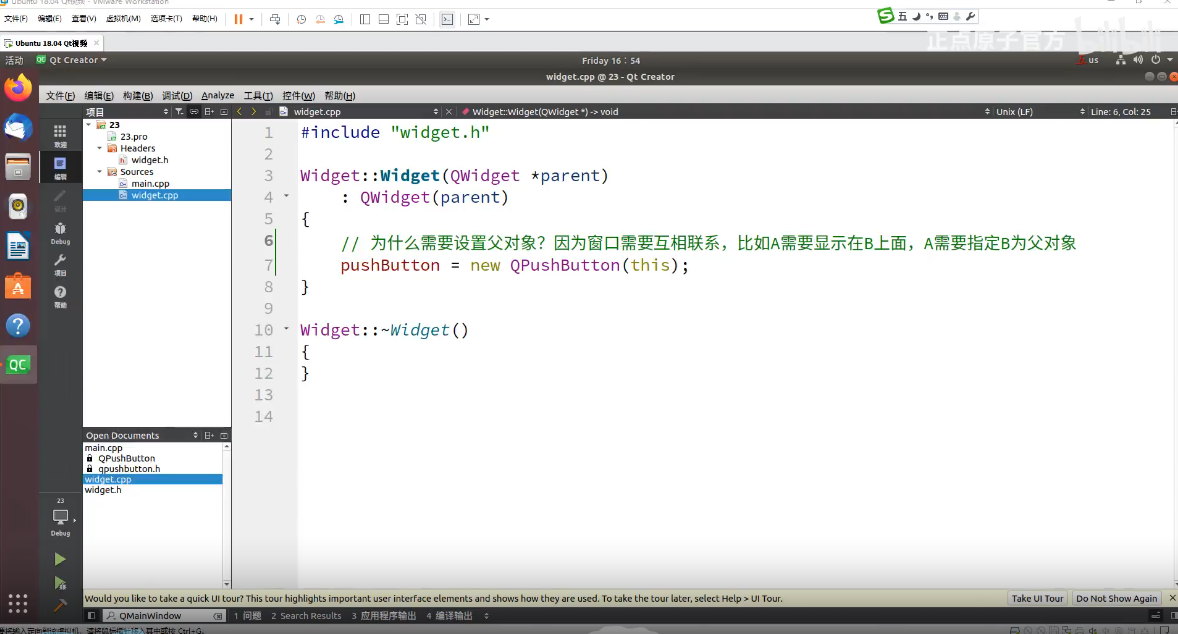 Ubuntu 18.04 Qt视频 - VMware Workstation
文件(F) 编辑(E) 查看(V) 虚拟机(M) 选项卡(T) 帮助(H)
五
Ubuntu 18.04 Qt视频 ×
正点原子官方 bilibili
活动 Qt Creator Friday 16：54 us
widget.cpp @ 23 - Qt Creator
文件(F) 编辑(E) 构建(B) 调试(D) Analyze 工具(T) 控件(W) 帮助(H)
项目 widget.cpp Widget::Widget(QWidget *) -> void Unix (LF) Line: 6, Col: 25
23
23.pro
Headers
widget.h
Sources
main.cpp
widget.cpp
欢迎
编辑
设计
Debug
项目
帮助
1 #include "widget.h"
2
3 Widget::Widget(QWidget *parent)
4 : QWidget(parent)
5 {
6 // 为什么需要设置父对象？因为窗口需要互相联系，比如A需要显示在B上面，A需要指定B为父对象
7 pushButton = new QPushButton(this);
8 }
9
10 Widget::~Widget()
11 {
12 }
13
14
Open Documents
main.cpp
QPushButton
qpushbutton.h
widget.cpp
widget.h
23
Debug
Would you like to take a quick UI tour? This tour highlights important user interface elements and shows how they are used. To take the tour later, select Help > UI Tour. Take UI Tour Do Not Show Again ×
QMainWindow 1 问题 2 Search Results 3 应用程序输出 4 编译输出